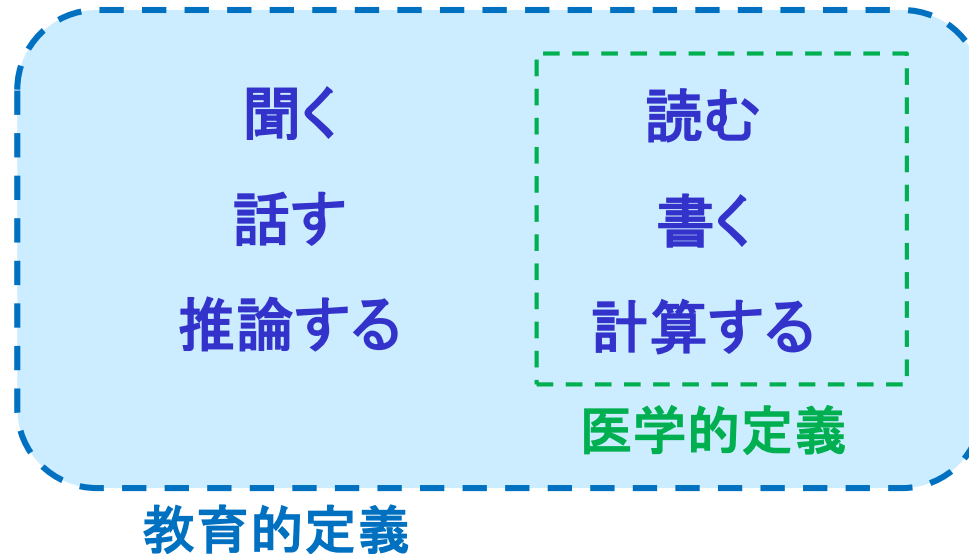 聞く
話す
推論する
読む
書く
計算する
医学的定義
教育的定義